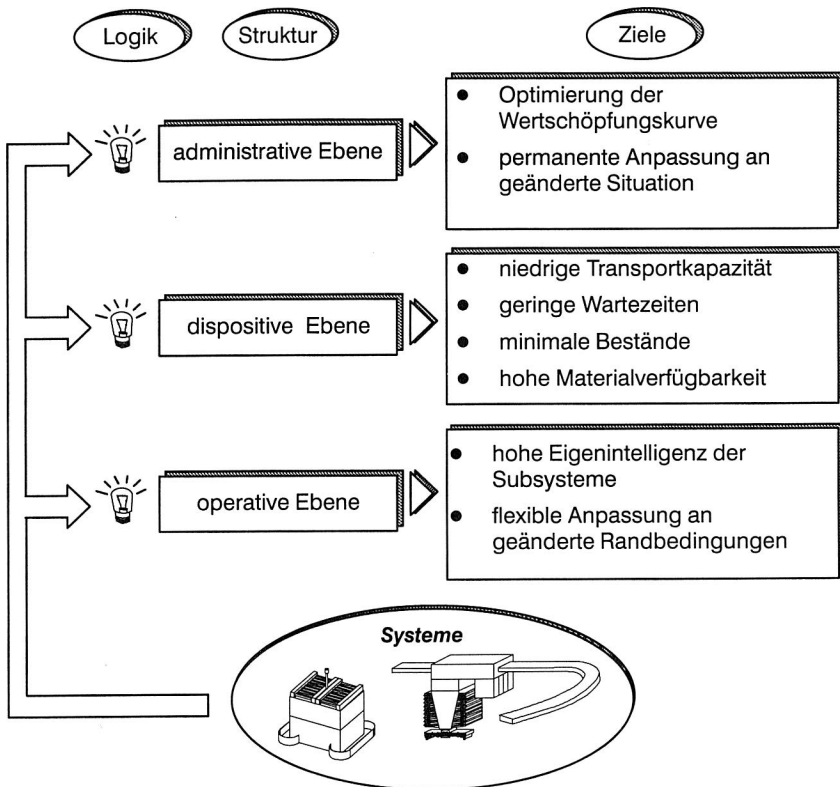 Logik
Struktur
Ziele
administrative Ebene
• Optimierung der
Wertschöpfungskurve
• permanente Anpassung an
geänderte Situation
dispositive Ebene
• niedrige Transportkapazität
• geringe Wartezeiten
• minimale Bestände
• hohe Materialverfügbarkeit
operative Ebene
• hohe Eigenintelligenz der
Subsysteme
• flexible Anpassung an
geänderte Randbedingungen
Systeme